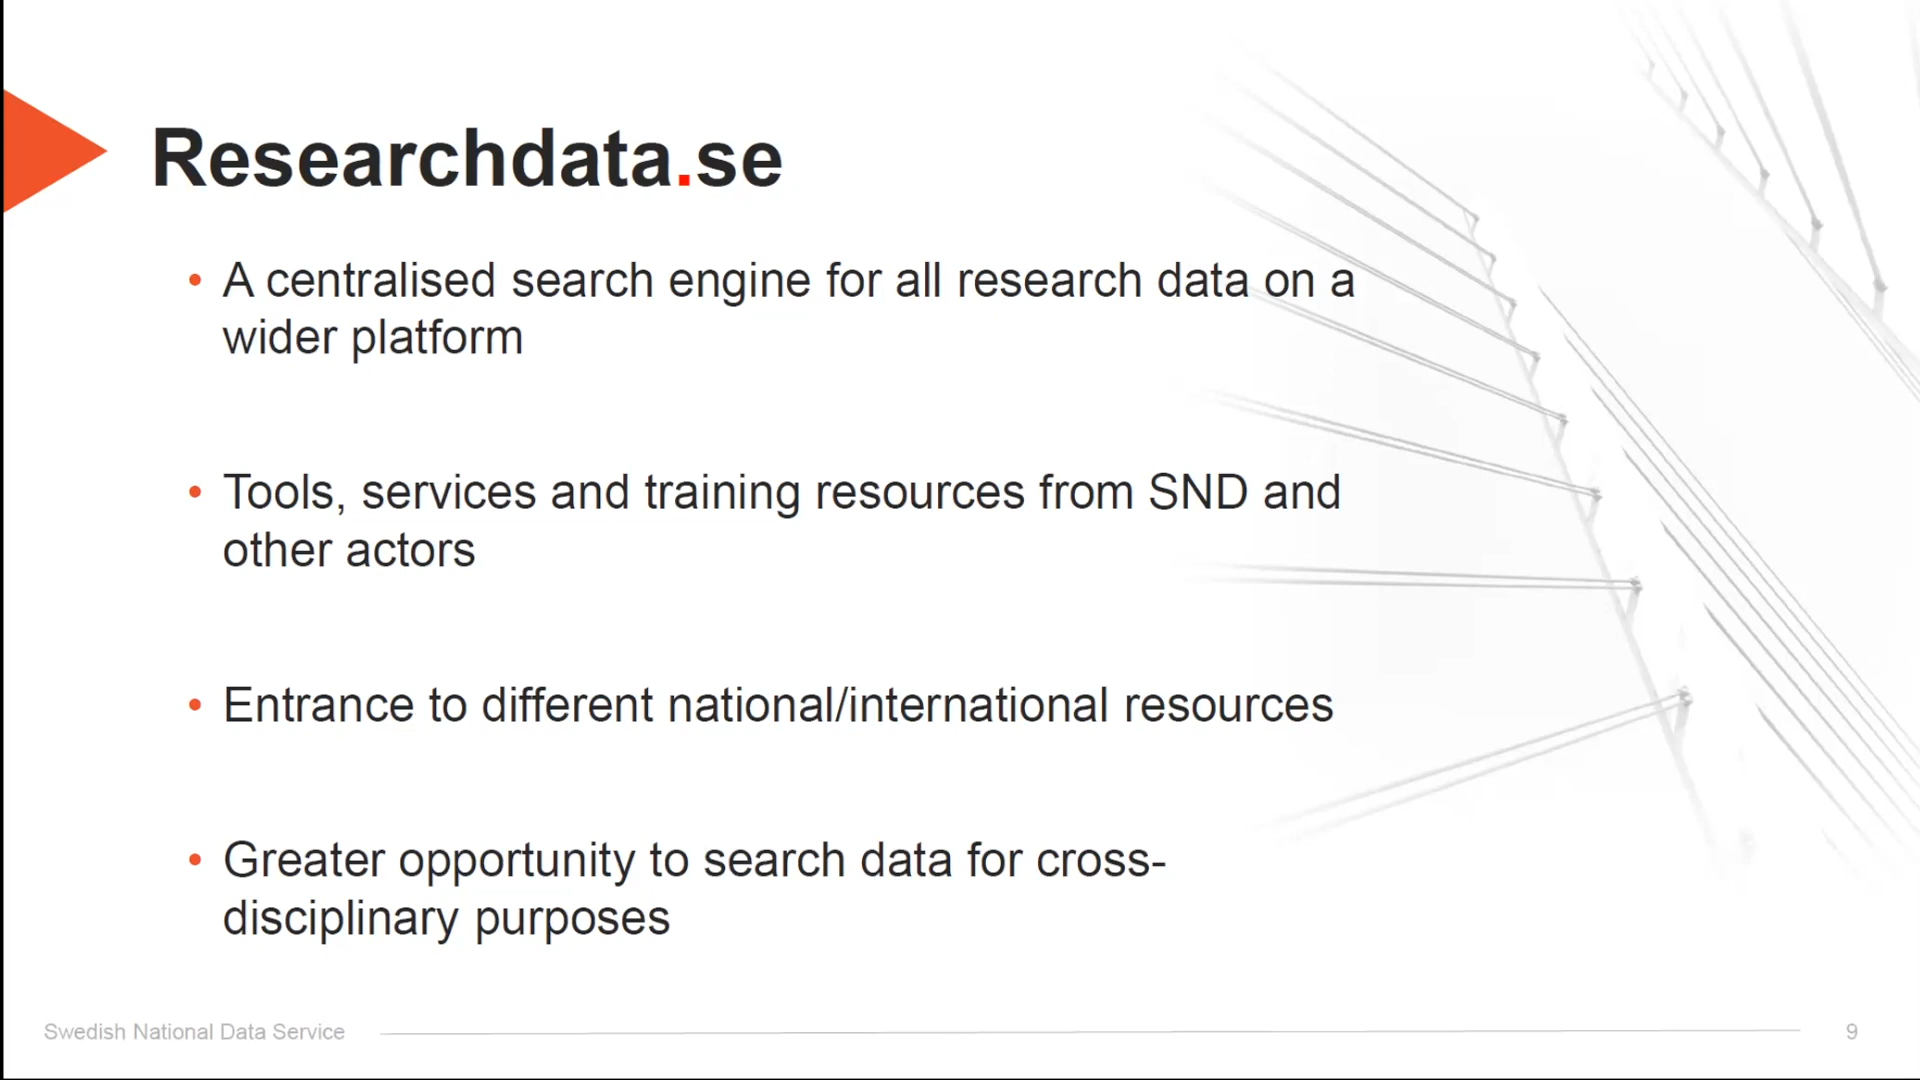 Researchdata.se
• A centralised search engine for all research data on a
wider platform
• Tools, services and training resources from SND and
other actors
• Entrance to different national/international resources
• Greater opportunity to search data for cross-
disciplinary purposes
Swedish National Data Service
9